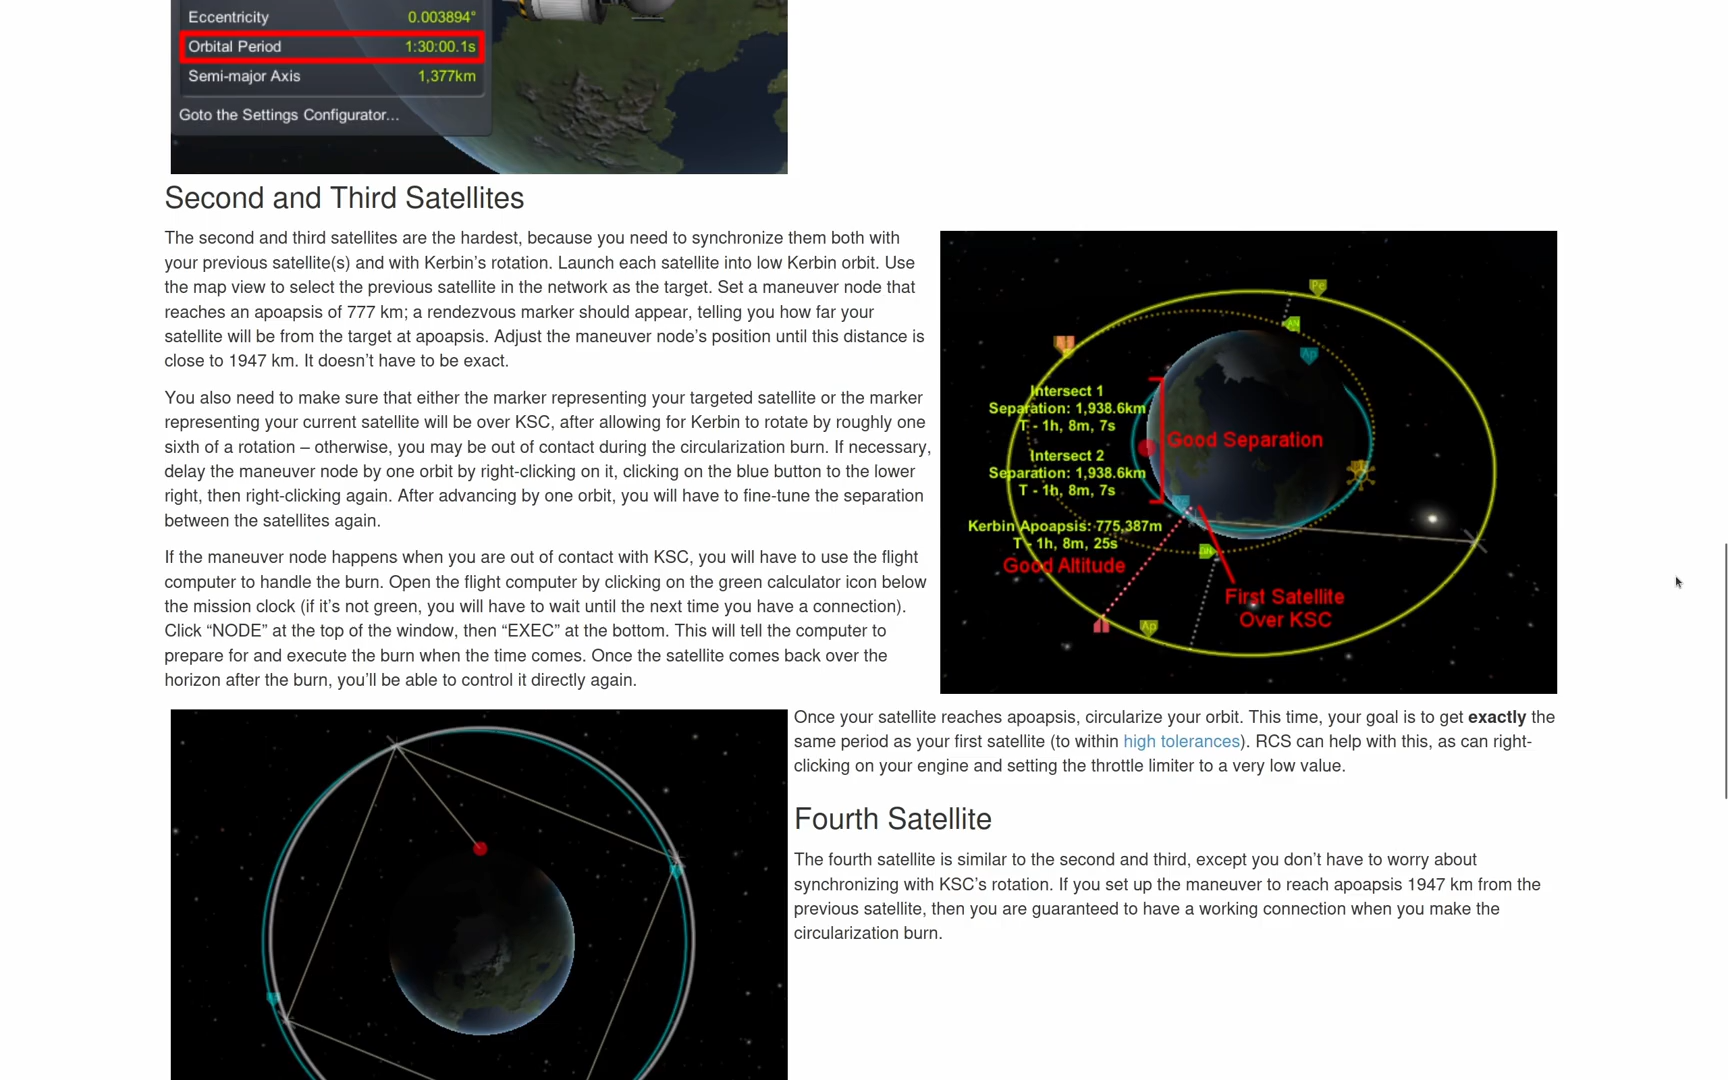 Eccentricity 0.003894°
Orbital Period 1:30:00.1s
Semi-major Axis 1,377km
Goto the Settings Configurator...
Second and Third Satellites
The second and third satellites are the hardest, because you need to synchronize them both with
your previous satellite(s) and with Kerbin’s rotation. Launch each satellite into low Kerbin orbit. Use
the map view to select the previous satellite in the network as the target. Set a maneuver node that
reaches an apoapsis of 777 km; a rendezvous marker should appear, telling you how far your
satellite will be from the target at apoapsis. Adjust the maneuver node’s position until this distance is
close to 1947 km. It doesn’t have to be exact.
You also need to make sure that either the marker representing your targeted satellite or the marker
representing your current satellite will be over KSC, after allowing for Kerbin to rotate by roughly one
sixth of a rotation – otherwise, you may be out of contact during the circularization burn. If necessary,
delay the maneuver node by one orbit by right-clicking on it, clicking on the blue button to the lower
right, then right-clicking again. After advancing by one orbit, you will have to fine-tune the separation
between the satellites again.
If the maneuver node happens when you are out of contact with KSC, you will have to use the flight
computer to handle the burn. Open the flight computer by clicking on the green calculator icon below
the mission clock (if it’s not green, you will have to wait until the next time you have a connection).
Click “NODE” at the top of the window, then “EXEC” at the bottom. This will tell the computer to
prepare for and execute the burn when the time comes. Once the satellite comes back over the
horizon after the burn, you’ll be able to control it directly again.
Pe
AN
Ap
Intersect 1
Separation: 1,938.6km
T - 1h, 8m, 7s
Good Separation
Intersect 2
Separation: 1,938.6km
T - 1h, 8m, 7s
Pe
Kerbin Apoapsis: 775,387m
T - 1h, 8m, 25s
DN
Good Altitude
First Satellite
Over KSC
Ap
Once your satellite reaches apoapsis, circularize your orbit. This time, your goal is to get exactly the
same period as your first satellite (to within high tolerances). RCS can help with this, as can right-
clicking on your engine and setting the throttle limiter to a very low value.
Fourth Satellite
The fourth satellite is similar to the second and third, except you don’t have to worry about
synchronizing with KSC’s rotation. If you set up the maneuver to reach apoapsis 1947 km from the
previous satellite, then you are guaranteed to have a working connection when you make the
circularization burn.